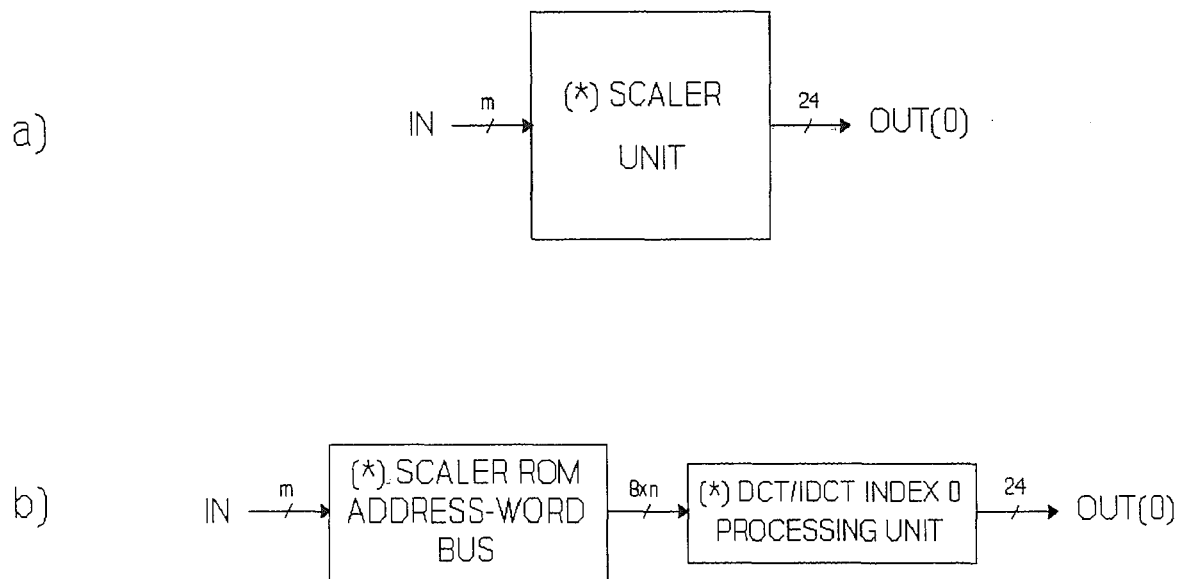 a)
IN
m
(*) SCALER
UNIT
24
OUT(0)
b)
IN
m
(*). SCALER ROM
ADDRESS-WORD
BUS
8xn
(*) DCT/IDCT INDEX 0
PROCESSING UNIT
24
OUT(0)